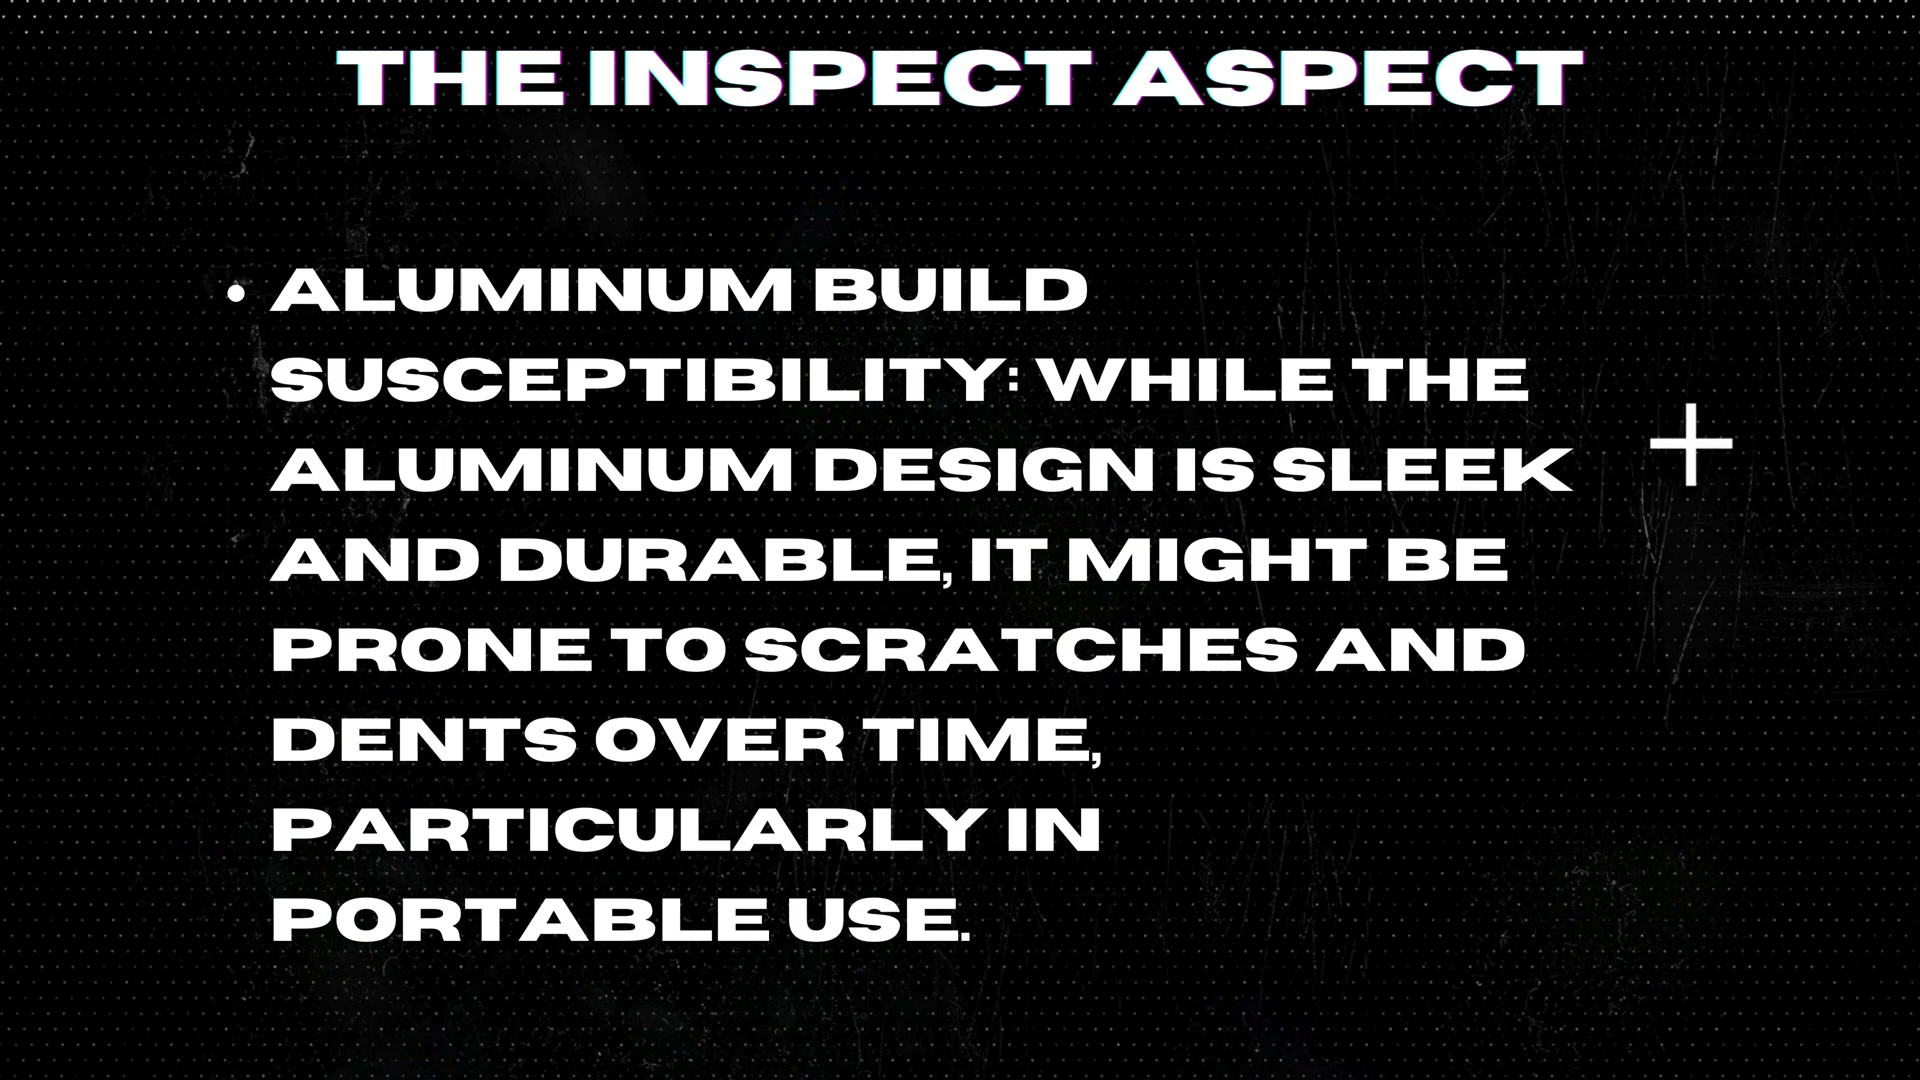 THE INSPECT ASPECT
• ALUMINUM BUILD
SUSCEPTIBILITY: WHILE THE
ALUMINUM DESIGN IS SLEEK
AND DURABLE, IT MIGHT BE
PRONE TO SCRATCHES AND
DENTS OVER TIME,
PARTICULARLY IN
PORTABLE USE.